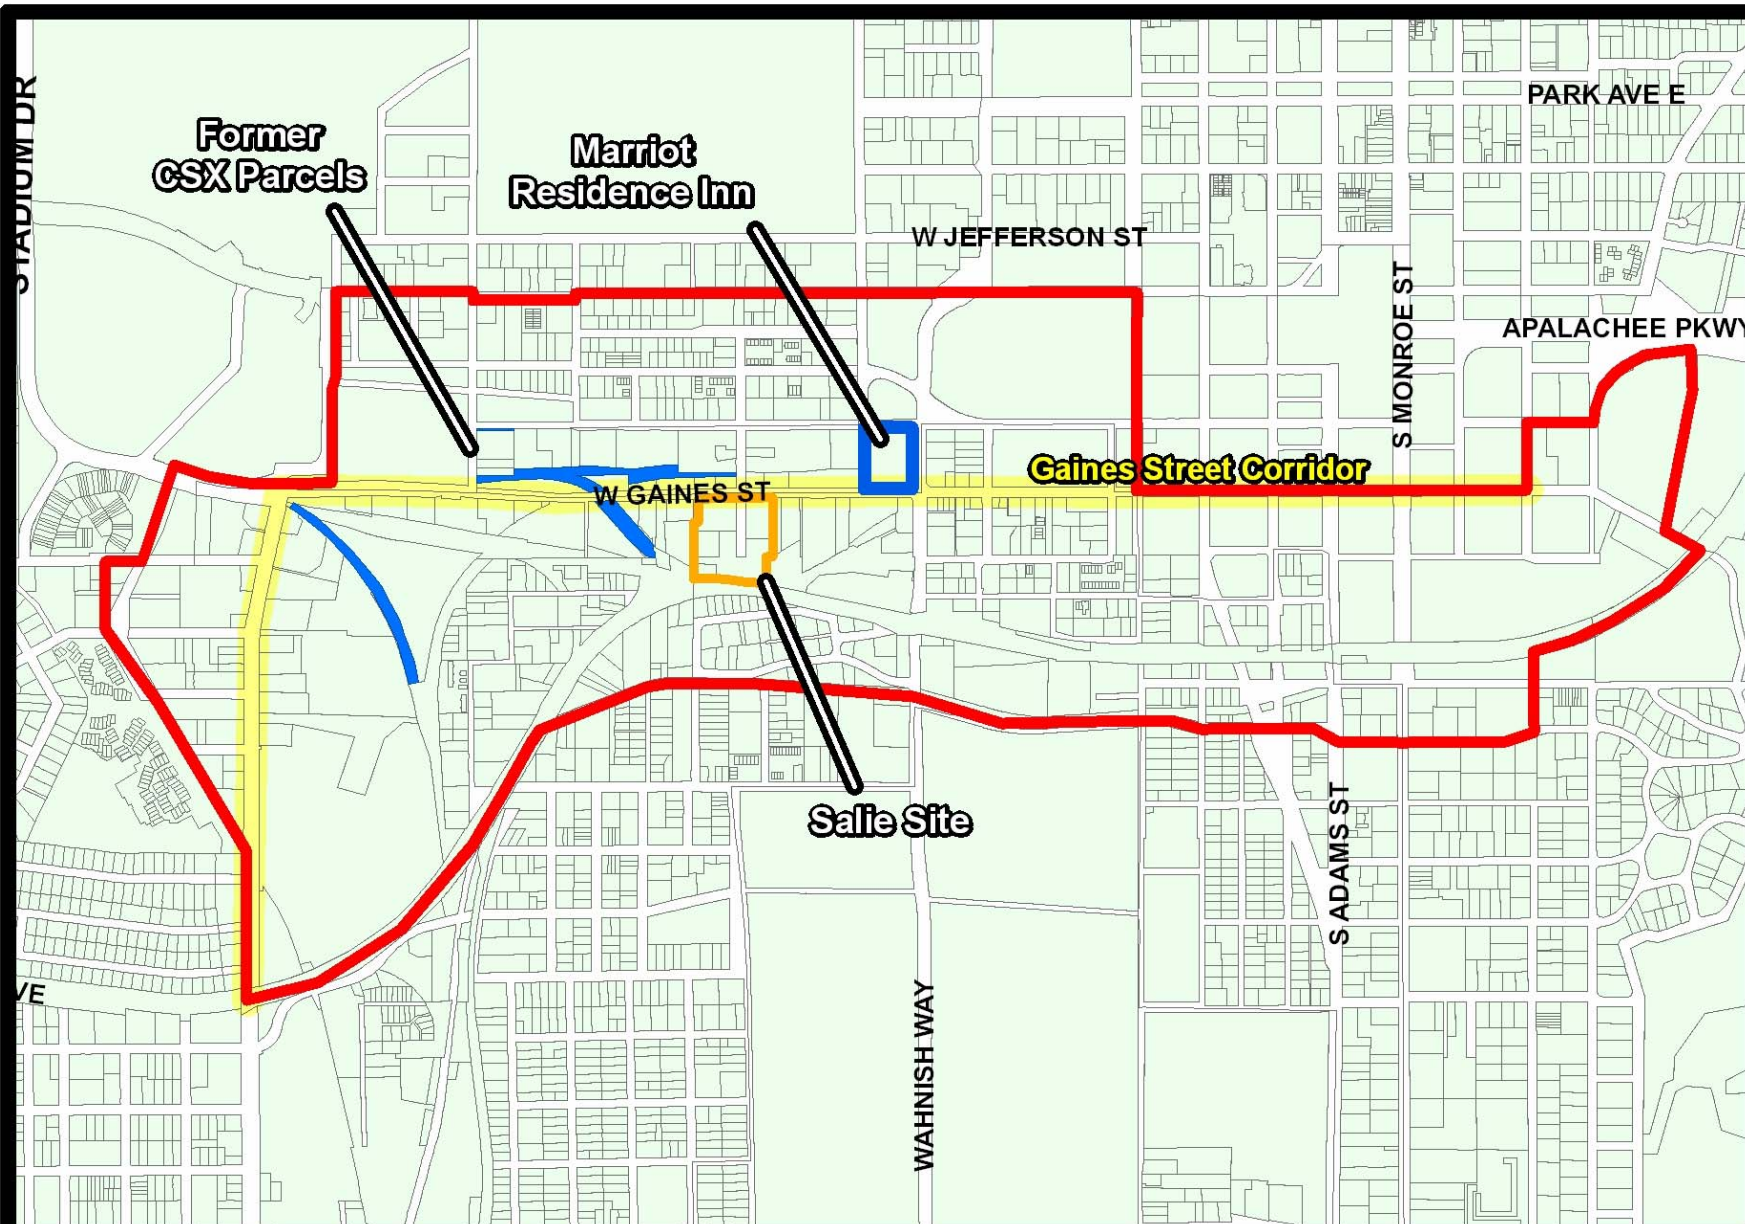 STADIUM DR
PARK AVE E
Former
CSX Parcels
Marriot
Residence Inn
W JEFFERSON ST
S MONROE ST
APALACHEE PKWY
Gaines Street Corridor
W GAINES ST
Salie Site
S ADAMS ST
VE
WAHNISH WAY